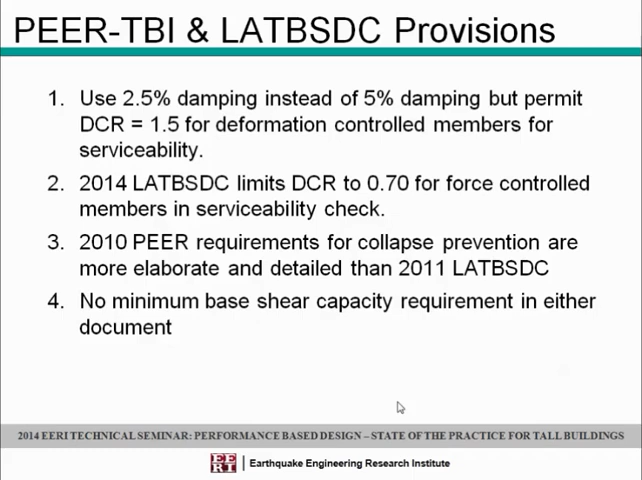 PEER-TBI & LATBSDC Provisions
1. Use 2.5% damping instead of 5% damping but permit
DCR = 1.5 for deformation controlled members for
serviceability.
2. 2014 LATBSDC limits DCR to 0.70 for force controlled
members in serviceability check.
3. 2010 PEER requirements for collapse prevention are
more elaborate and detailed than 2011 LATBSDC
4. No minimum base shear capacity requirement in either
document
2014 EERI TECHNICAL SEMINAR: PERFORMANCE BASED DESIGN – STATE OF THE PRACTICE FOR TALL BUILDINGS
EERI | Earthquake Engineering Research Institute